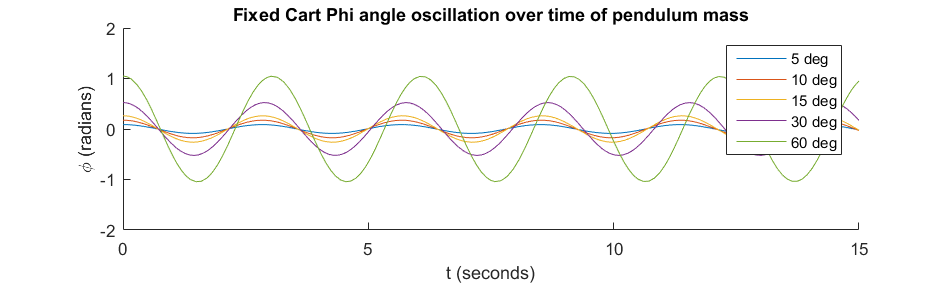 Fixed Cart Phi angle oscillation over time of pendulum mass
2
1
0
-1
-2
ϕ (radians)
0
5
10
15
t (seconds)
5 deg
10 deg
15 deg
30 deg
60 deg